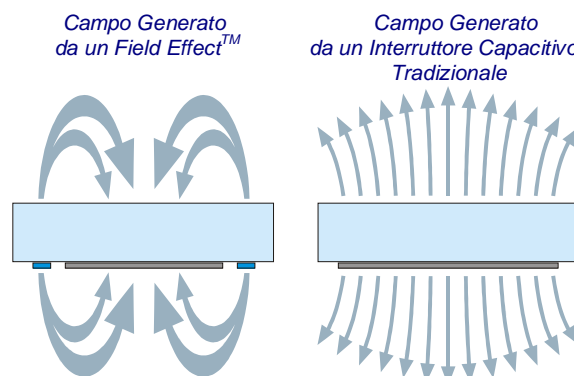 Campo Generato
da un Field Effect™
Campo Generato
da un Interruttore Capacitivo
Tradizionale